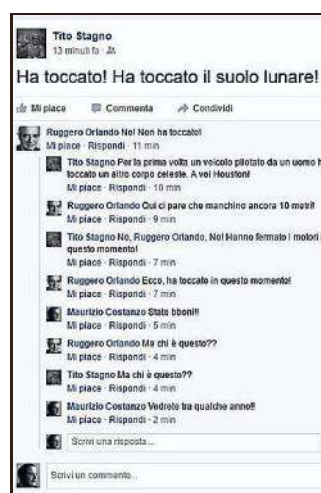 Tito Stagno
13 minuti fa
Ha toccato! Ha toccato il suolo lunare!
Mi piace Commenta Condividi
Ruggero Orlando No! Non ha toccato!
Mi piace · Rispondi · 11 min
Tito Stagno Per la prima volta un veicolo pilotato da un uomo h
toccato un altro corpo celeste. A voi Houston!
Mi piace · Rispondi · 10 min
Ruggero Orlando Qui ci pare che manchino ancora 10 metri!
Mi piace · Rispondi · 9 min
Tito Stagno No, Ruggero Orlando, No! Hanno fermato i motori
questo momento!
Mi piace · Rispondi · 7 min
Ruggero Orlando Ecco, ha toccato in questo momento!
Mi piace · Rispondi · 7 min
Maurizio Costanzo State bboni!!
Mi piace · Rispondi · 5 min
Ruggero Orlando Ma chi è questo??
Mi piace · Rispondi · 4 min
Tito Stagno Ma chi è questo??
Mi piace · Rispondi · 4 min
Maurizio Costanzo Vedrete tra qualche anno!!
Mi piace · Rispondi · 2 min
Scrivi una risposta...
Scrivi un commento...